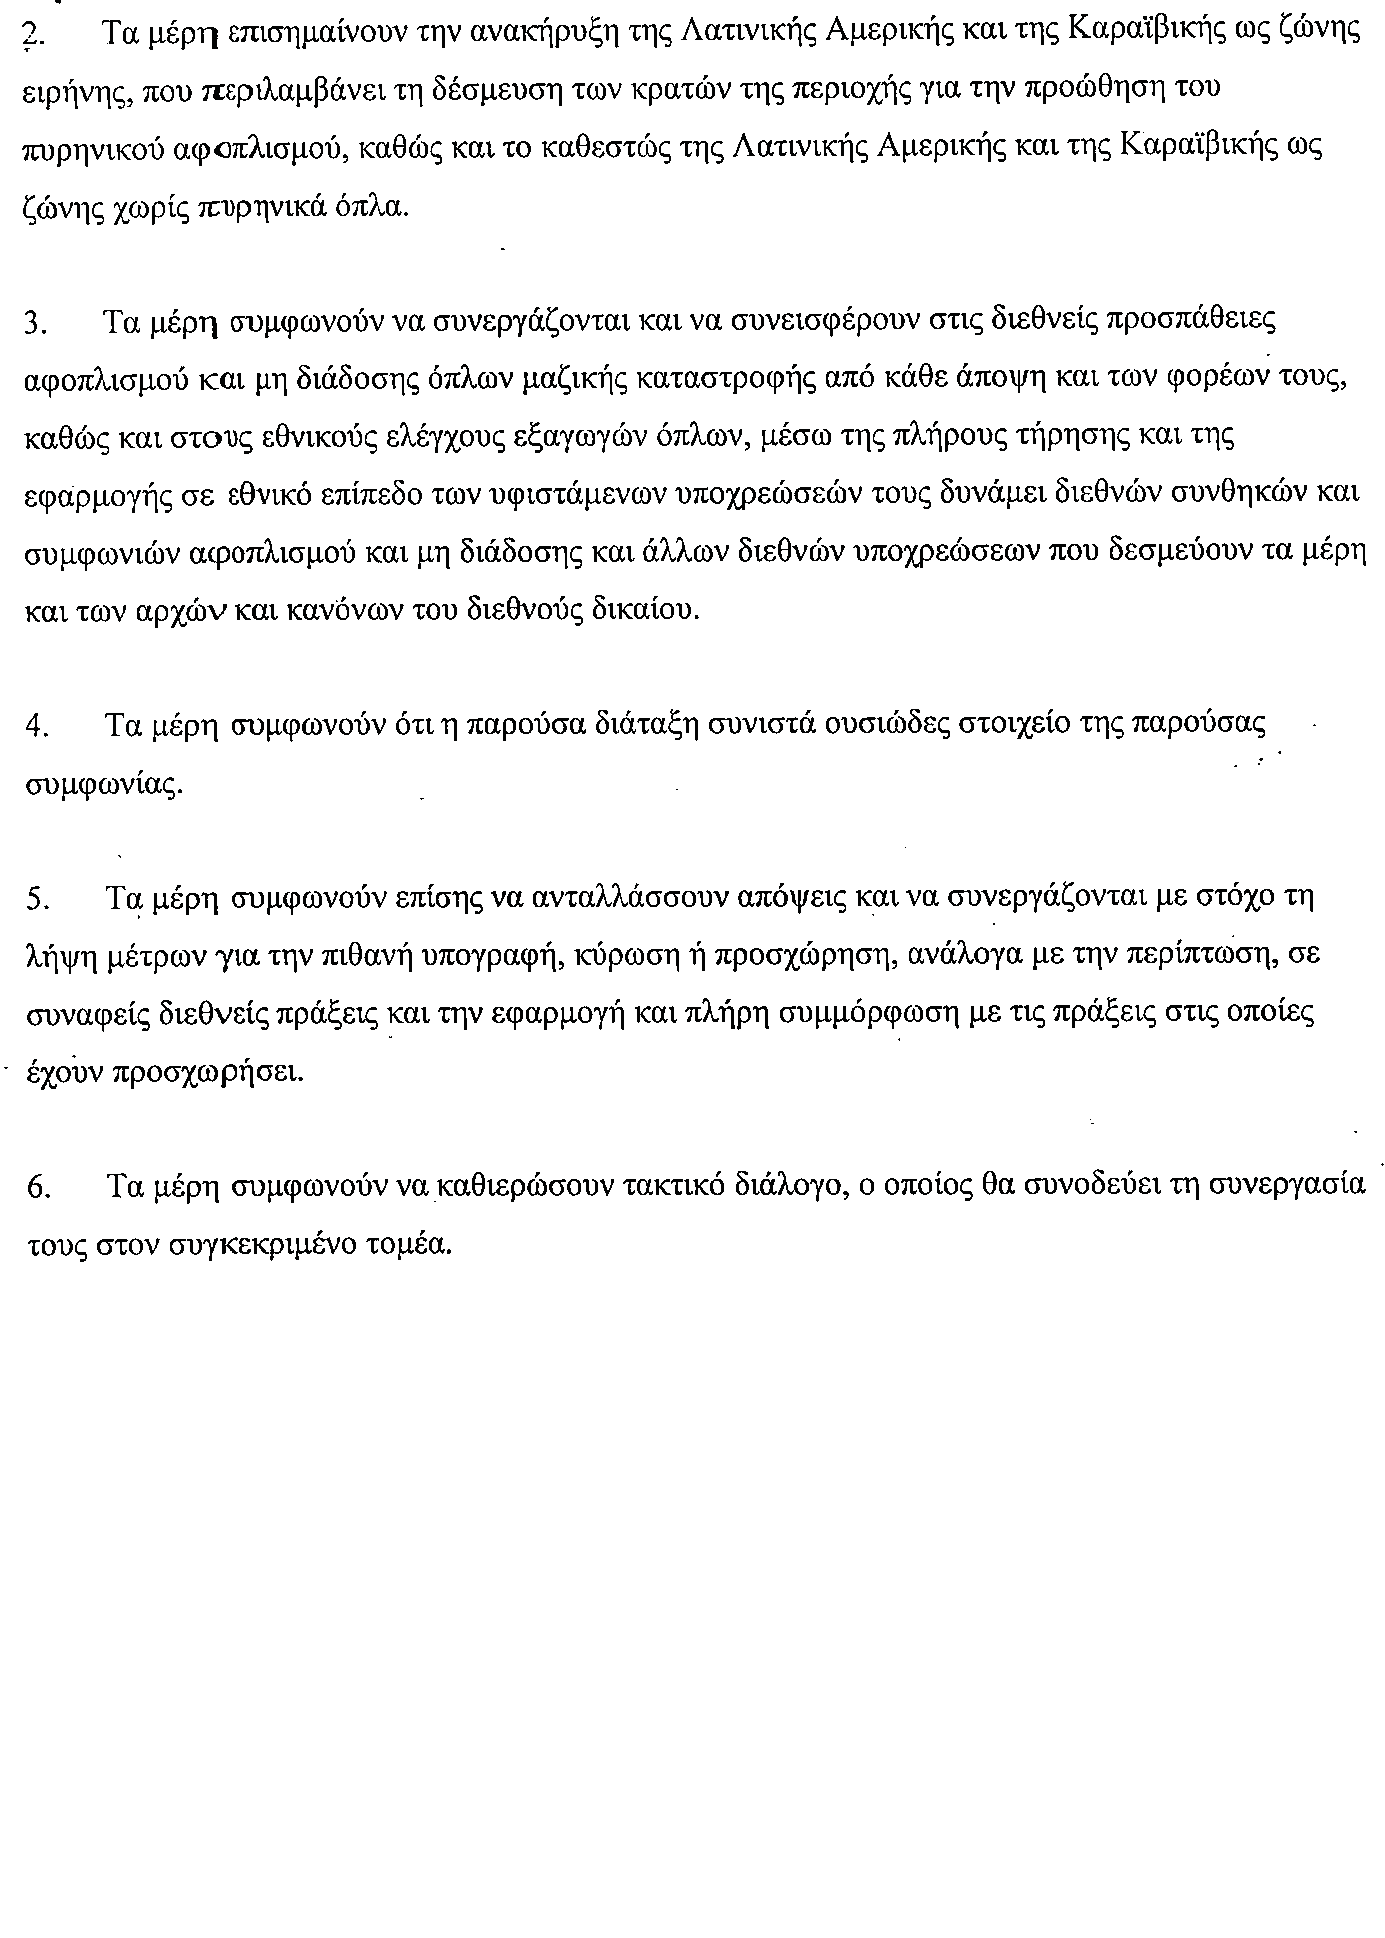 2. Τα μέρη επισημαίνουν την ανακήρυξη της Λατινικής Αμερικής και της Καραϊβικής ως ζώνης
ειρήνης, που περιλαμβάνει τη δέσμευση των κρατών της περιοχής για την προώθηση του
πυρηνικού αφοπλισμού, καθώς και το καθεστώς της Λατινικής Αμερικής και της Καραϊβικής ως
ζώνης χωρίς πυρηνικά όπλα.
3. Τα μέρη συμφωνούν να συνεργάζονται και να συνεισφέρουν στις διεθνείς προσπάθειες
αφοπλισμού και μη διάδοσης όπλων μαζικής καταστροφής από κάθε άποψη και των φορέων τους,
καθώς και στους εθνικούς ελέγχους εξαγωγών όπλων, μέσω της πλήρους τήρησης και της
εφαρμογής σε εθνικό επίπεδο των υφιστάμενων υποχρεώσεών τους δυνάμει διεθνών συνθηκών και
συμφωνιών αφοπλισμού και μη διάδοσης και άλλων διεθνών υποχρεώσεων που δεσμεύουν τα μέρη
και των αρχών και κανόνων του διεθνούς δικαίου.
4. Τα μέρη συμφωνούν ότι η παρούσα διάταξη συνιστά ουσιώδες στοιχείο της παρούσας
συμφωνίας.
5. Τα μέρη συμφωνούν επίσης να ανταλλάσσουν απόψεις και να συνεργάζονται με στόχο τη
λήψη μέτρων για την πιθανή υπογραφή, κύρωση ή προσχώρηση, ανάλογα με την περίπτωση, σε
συναφείς διεθνείς πράξεις και την εφαρμογή και πλήρη συμμόρφωση με τις πράξεις στις οποίες
έχουν προσχωρήσει.
6. Τα μέρη συμφωνούν να καθιερώσουν τακτικό διάλογο, ο οποίος θα συνοδεύει τη συνεργασία
τους στον συγκεκριμένο τομέα.